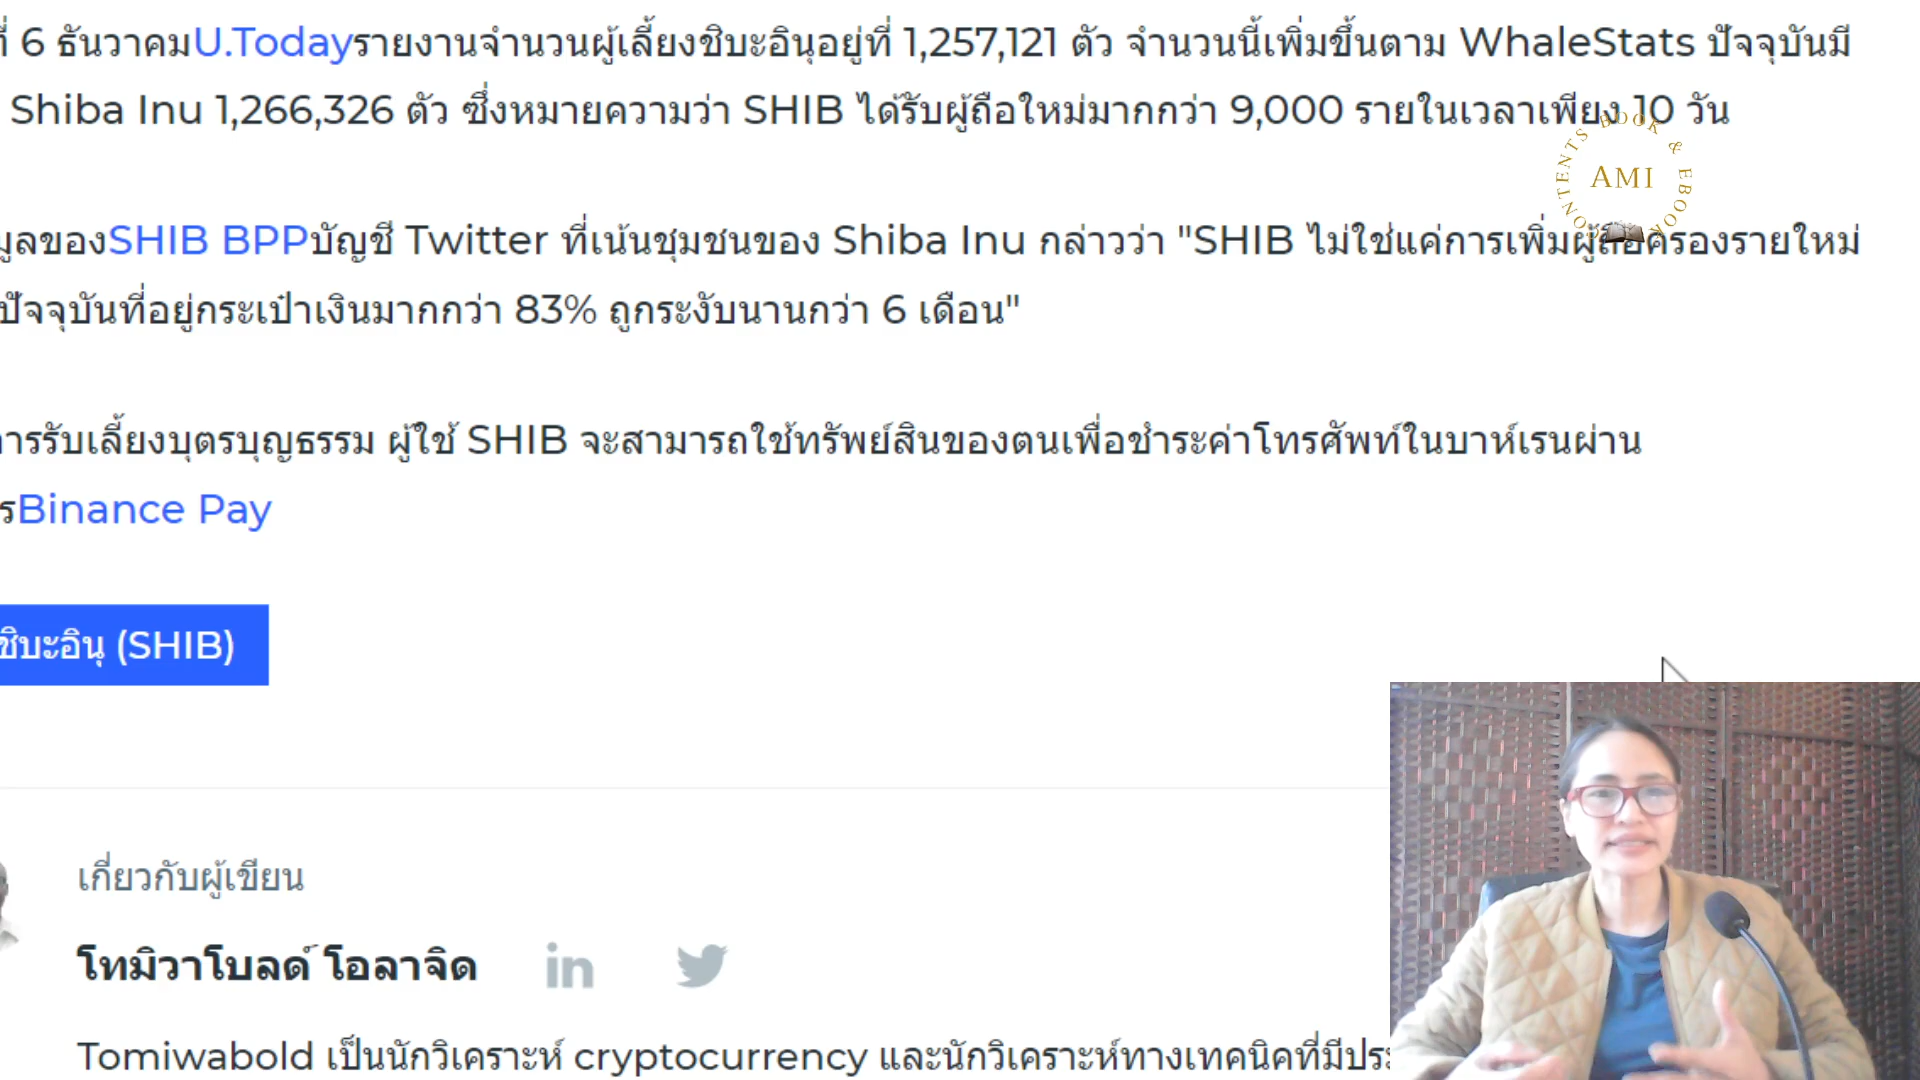 ที่ 6 ธันวาคมU.Todayรายงานจำนวนผู้เลี้ยงชิบะอินุอยู่ที่ 1,257,121 ตัว จำนวนนี้เพิ่มขึ้นตาม WhaleStats ปัจจุบันมี
Shiba Inu 1,266,326 ตัว ซึ่งหมายความว่า SHIB ได้รับผู้ถือใหม่มากกว่า 9,000 รายในเวลาเพียง 10 วัน
CONTENTS BOOK & EBOOK
AMI
มูลของSHIB BPPบัญชี Twitter ที่เน้นชุมชนของ Shiba Inu กล่าวว่า "SHIB ไม่ใช่แค่การเพิ่มผู้ถือครองรายใหม่
ปัจจุบันที่อยู่กระเป๋าเงินมากกว่า 83% ถูกระงับนานกว่า 6 เดือน"
การรับเลี้ยงบุตรบุญธรรม ผู้ใช้ SHIB จะสามารถใช้ทรัพย์สินของตนเพื่อชำระค่าโทรศัพท์ในบาห์เรนผ่าน
รBinance Pay
ชิบะอินุ (SHIB)
เกี่ยวกับผู้เขียน
โทมิวาโบลด์ โอลาจิด
in
Tomiwabold เป็นนักวิเคราะห์ cryptocurrency และนักวิเคราะห์ทางเทคนิคที่มีประ